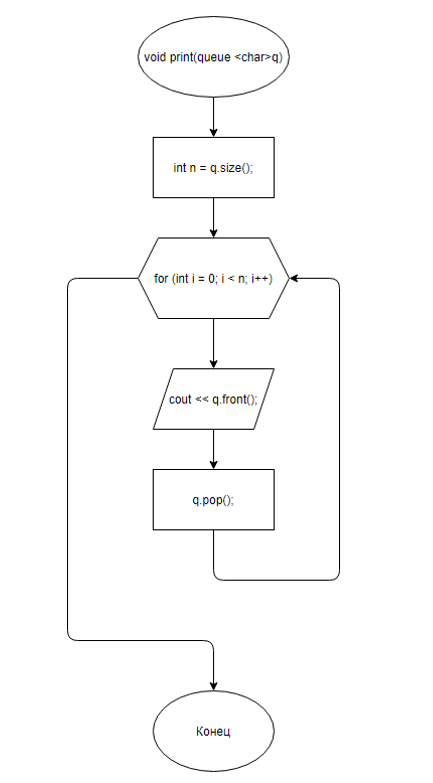 void print(queue <char>q)
int n = q.size();
for (int i = 0; i < n; i++)
cout << q.front();
q.pop();
Конец